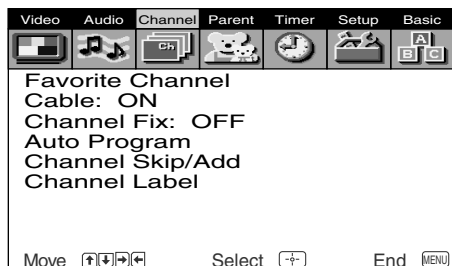 Video Audio Channel Parent Timer Setup Basic
Ch A B C
Favorite Channel
Cable: ON
Channel Fix: OFF
Auto Program
Channel Skip/Add
Channel Label
Move Select End MENU